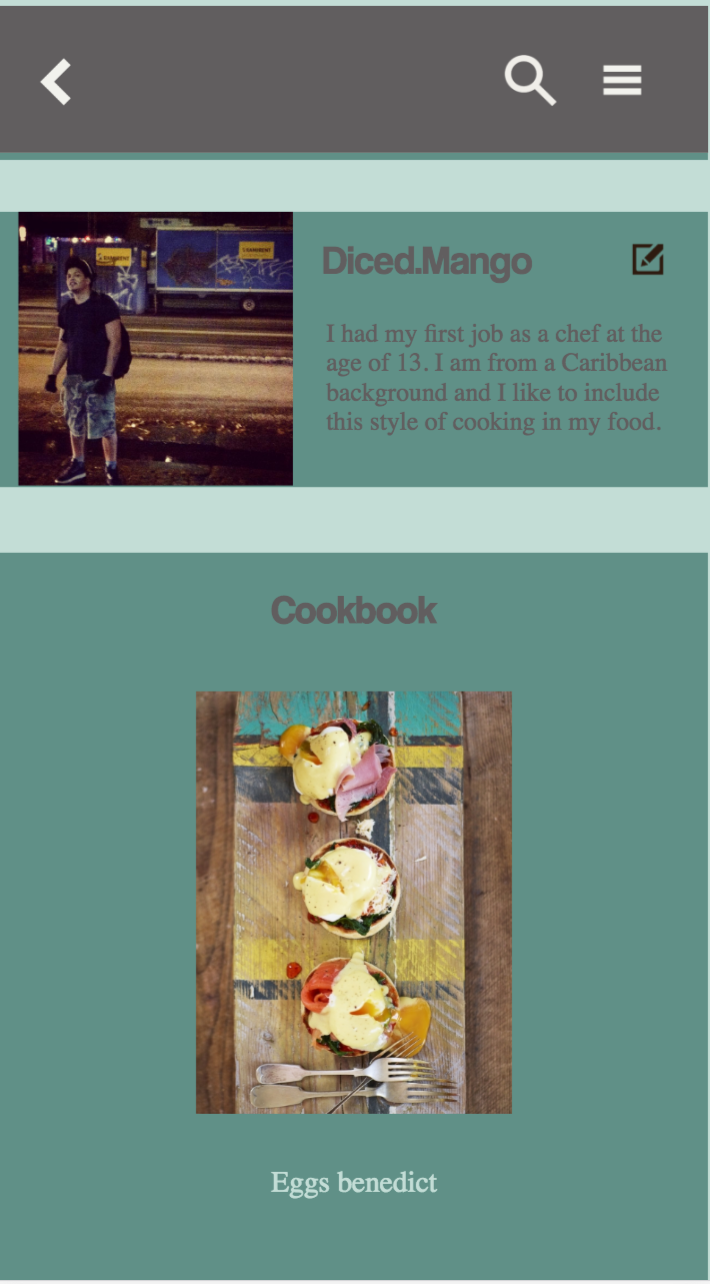 Diced.Mango
I had my first job as a chef at the
age of 13. I am from a Caribbean
background and I like to include
this style of cooking in my food.
Cookbook
Eggs benedict